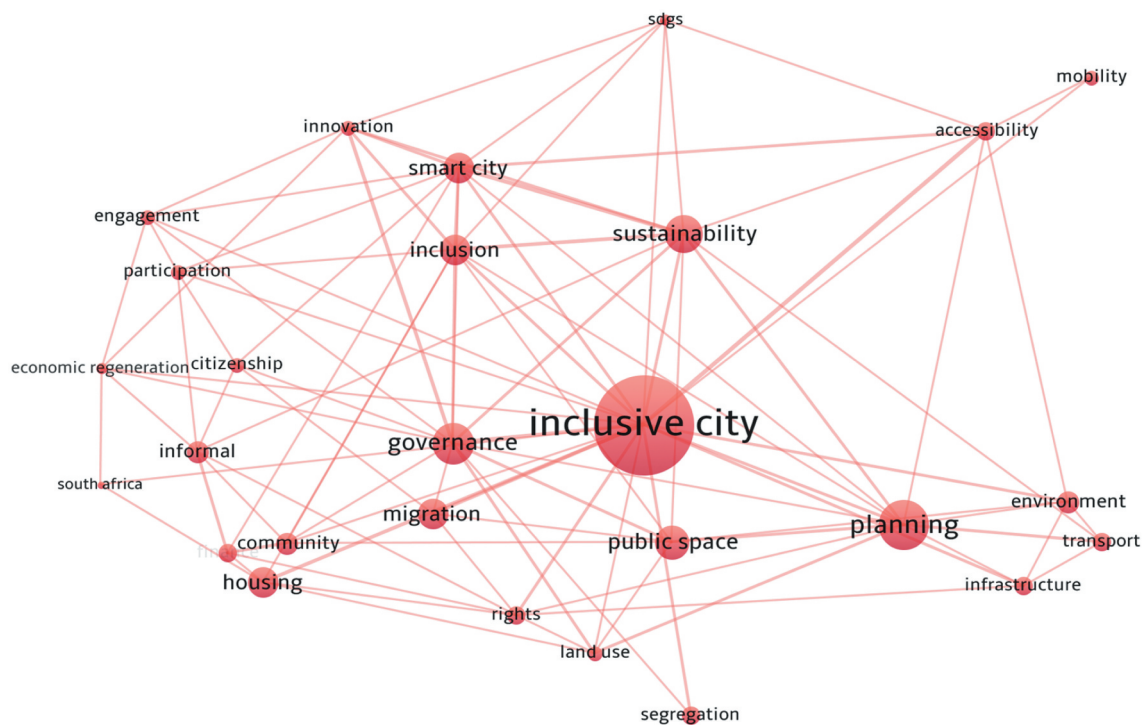 sdgs
mobility
innovation
accessibility
smart city
engagement
sustainability
inclusion
participation
economic regeneration
citizenship
inclusive city
governance
informal
south africa
migration
environment
planning
public space
transport
community
finance
housing
infrastructure
rights
land use
segregation